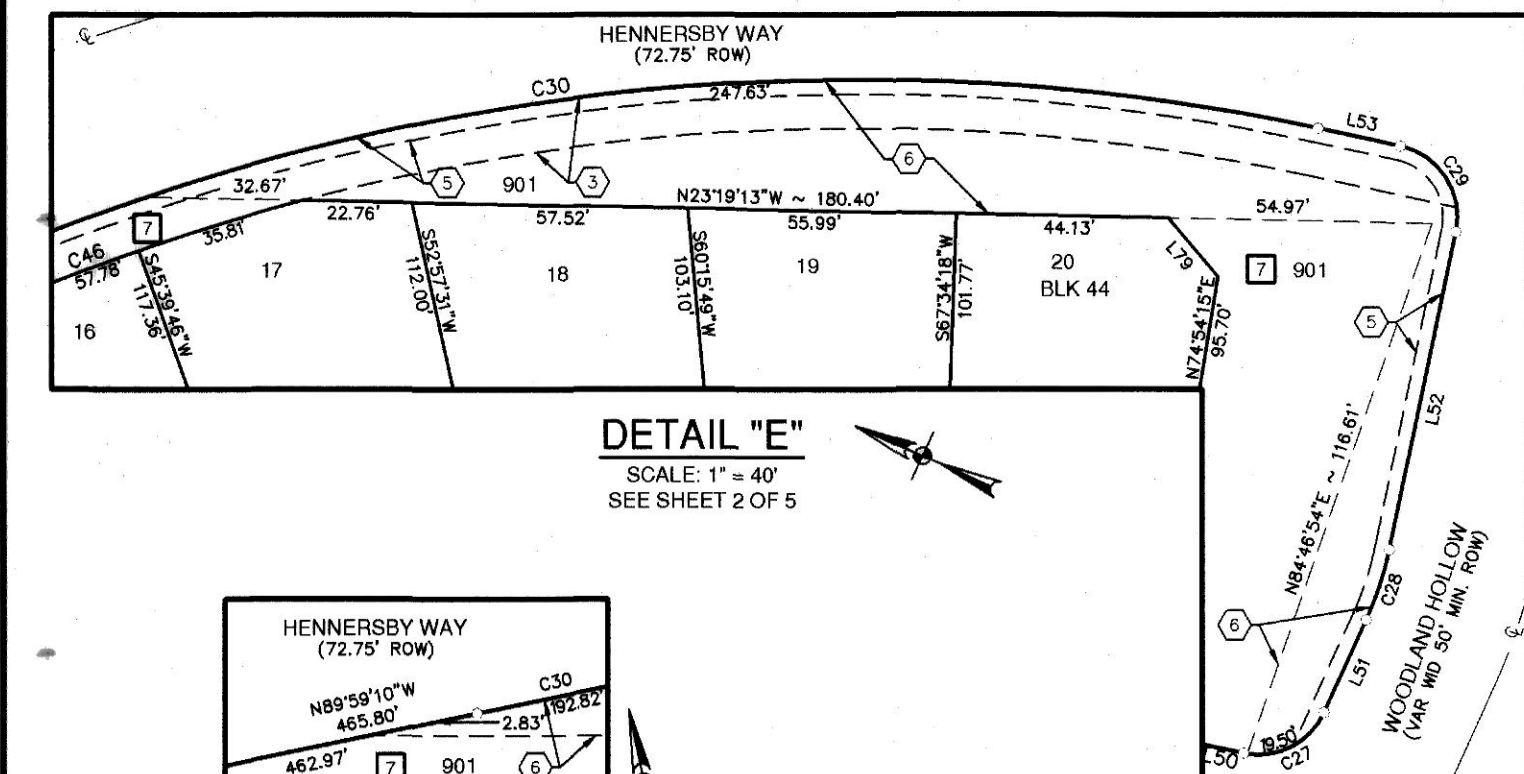 HENNERSBY WAY
(72.75' ROW)
C30
247.63'
L53
C29
5
901
3
6
32.67'
N23°19'13"W ~ 180.40'
54.97'
7
22.76'
57.52'
55.99'
44.13'
C46
57.78'
35.81'
L79
S45°39'46"W
117.36'
17
S52°57'31"W
112.00'
18
S60°15'49"W
103.10'
19
S67°34'18"W
101.77'
20
BLK 44
N74°54'15"E
95.70'
7
901
16
5
L52
DETAIL "E"
SCALE: 1" = 40'
SEE SHEET 2 OF 5
N84°46'54"E ~ 116.61'
WOODLAND HOLLOW
(VAR WID 50' MIN. ROW)
C28
6
L51
19.50'
L50
C27
HENNERSBY WAY
(72.75' ROW)
N89°59'10"W
465.80'
C30
192.82'
2.83'
462.97'
7
901
6